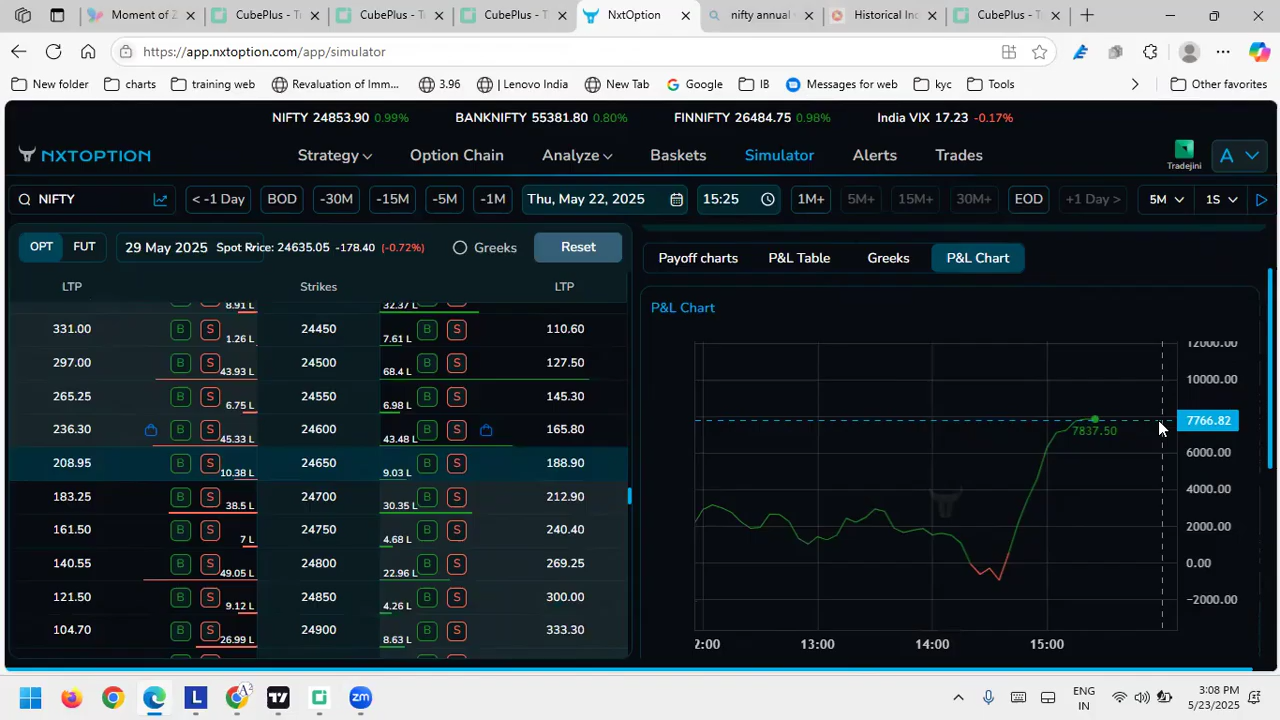 Moment of Z
CubePlus - T
CubePlus - T
CubePlus - T
NxtOption
nifty annual
Historical Inc
CubePlus - T
https://app.nxtoption.com/app/simulator
New folder
charts
training web
Revaluation of Imm...
3.96
Lenovo India
New Tab
Google
IB
Messages for web
kyc
Tools
Other favorites
NIFTY 24853.90 0.99%
BANKNIFTY 55381.80 0.80%
FINNIFTY 26484.75 0.98%
India VIX 17.23 -0.17%
NXTOPTION
Strategy
Option Chain
Analyze
Baskets
Simulator
Alerts
Trades
Tradejini
A
NIFTY
< -1 Day
BOD
-30M
-15M
-5M
-1M
Thu, May 22, 2025
15:25
1M+
5M+
15M+
30M+
EOD
+1 Day >
5M
1S
OPT
FUT
29 May 2025
Spot Price: 24635.05 -178.40 (-0.72%)
Greeks
Reset
LTP
Strikes
LTP
8.91 L
32.37 L
331.00 B S 1.26 L 24450 7.61 L B S 110.60
297.00 B S 43.93 L 24500 68.4 L B S 127.50
265.25 B S 6.75 L 24550 6.98 L B S 145.30
236.30 B S 45.33 L 24600 43.48 L B S 165.80
208.95 B S 10.38 L 24650 9.03 L B S 188.90
183.25 B S 38.5 L 24700 30.35 L B S 212.90
161.50 B S 7 L 24750 4.68 L B S 240.40
140.55 B S 49.05 L 24800 22.96 L B S 269.25
121.50 B S 9.12 L 24850 4.26 L B S 300.00
104.70 B S 26.99 L 24900 8.63 L B S 333.30
Payoff charts
P&L Table
Greeks
P&L Chart
P&L Chart
12000.00
10000.00
7766.82
7837.50
6000.00
4000.00
2000.00
0.00
-2000.00
2:00
13:00
14:00
15:00
L
A2
zm
ENG
IN
3:08 PM
5/23/2025